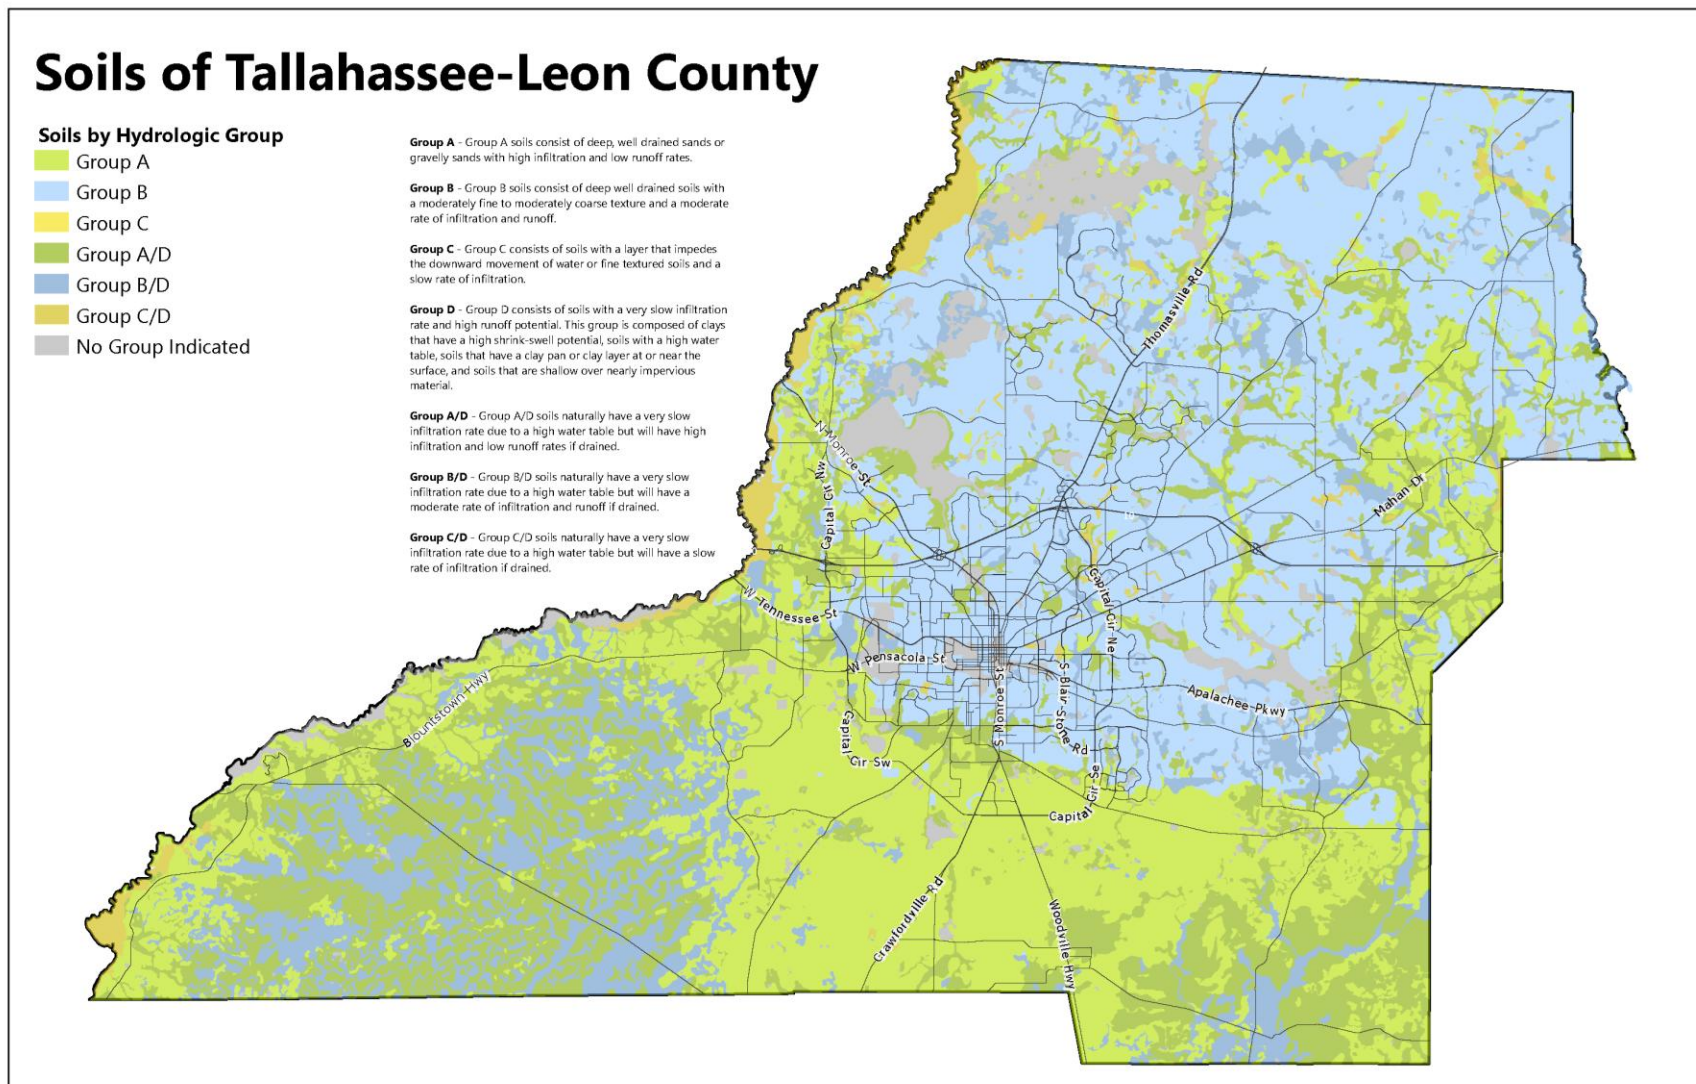 Soils of Tallahassee-Leon County
Soils by Hydrologic Group
Group A
Group B
Group C
Group A/D
Group B/D
Group C/D
No Group Indicated
Group A - Group A soils consist of deep, well drained sands or
gravelly sands with high infiltration and low runoff rates.
Group B - Group B soils consist of deep well drained soils with
a moderately fine to moderately coarse texture and a moderate
rate of infiltration and runoff.
Group C - Group C consists of soils with a layer that impedes
the downward movement of water or fine textured soils and a
slow rate of infiltration.
Group D - Group D consists of soils with a very slow infiltration
rate and high runoff potential. This group is composed of clays
that have a high shrink-swell potential, soils with a high water
table, soils that have a clay pan or clay layer at or near the
surface, and soils that are shallow over nearly impervious
material.
Group A/D - Group A/D soils naturally have a very slow
infiltration rate due to a high water table but will have high
infiltration and low runoff rates if drained.
Group B/D - Group B/D soils naturally have a very slow
infiltration rate due to a high water table but will have a
moderate rate of infiltration and runoff if drained.
Group C/D - Group C/D soils naturally have a very slow
infiltration rate due to a high water table but will have a slow
rate of infiltration if drained.
Thomasville Rd
N Monroe St
Capital Cir Nw
Mahan Dr
Capital Cir Ne
W Tennessee St
W Pensacola St
S Monroe St
S Blair Stone Rd
Apalachee Pkwy
Blountstown Hwy
Capital Cir Sw
Capital Cir Se
Crawfordville Rd
Woodville Hwy